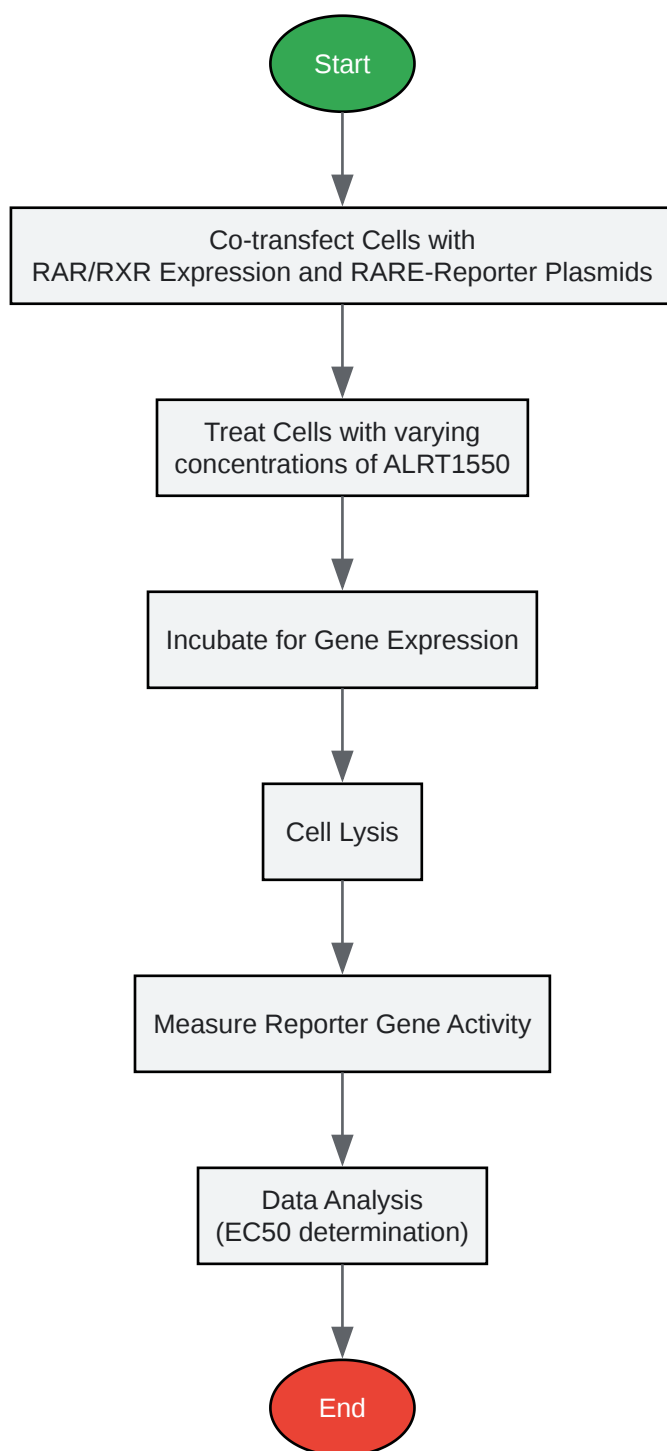 Start
Co-transfect Cells with
RAR/RXR Expression and RARE-Reporter Plasmids
Treat Cells with varying
concentrations of ALRT1550
Incubate for Gene Expression
Cell Lysis
Measure Reporter Gene Activity
Data Analysis
(EC50 determination)
End